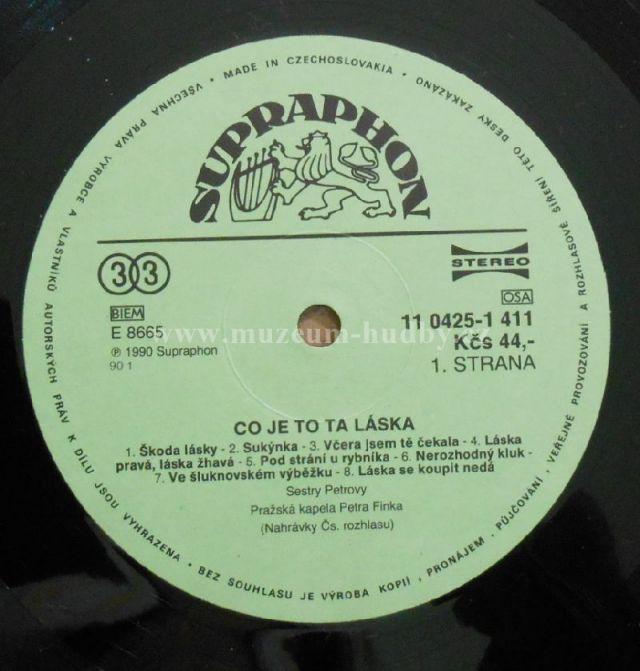 VŠECHNA PRÁVA VÝROBCE A VLASTNÍKŮ AUTORSKÝCH PRÁV K DÍLU JSOU VYHRAZENA • BEZ SOUHLASU JE VÝROBA KOPIÍ, PRONÁJEM, PŮJČOVÁNÍ, VEŘEJNÉ PROVOZOVÁNÍ A ROZHLASOVÉ ŠÍŘENÍ TÉTO DESKY ZAKÁZÁNO • MADE IN CZECHOSLOVAKIA •
SUPRAPHON
33
STEREO
BIEM
OSA
E 8665
11 0425-1 411
www.muzeum-hudby.cz
Ⓟ 1990 Supraphon
Kčs 44,-
90 1
1. STRANA
CO JE TO TA LÁSKA
1. Škoda lásky - 2. Sukýnka - 3. Včera jsem tě čekala - 4. Láska
pravá, láska žhavá - 5. Pod strání u rybníka - 6. Nerozhodný kluk -
7. Ve šluknovském výběžku - 8. Láska se koupit nedá
Sestry Petrovy
Pražská kapela Petra Finka
(Nahrávky Čs. rozhlasu)